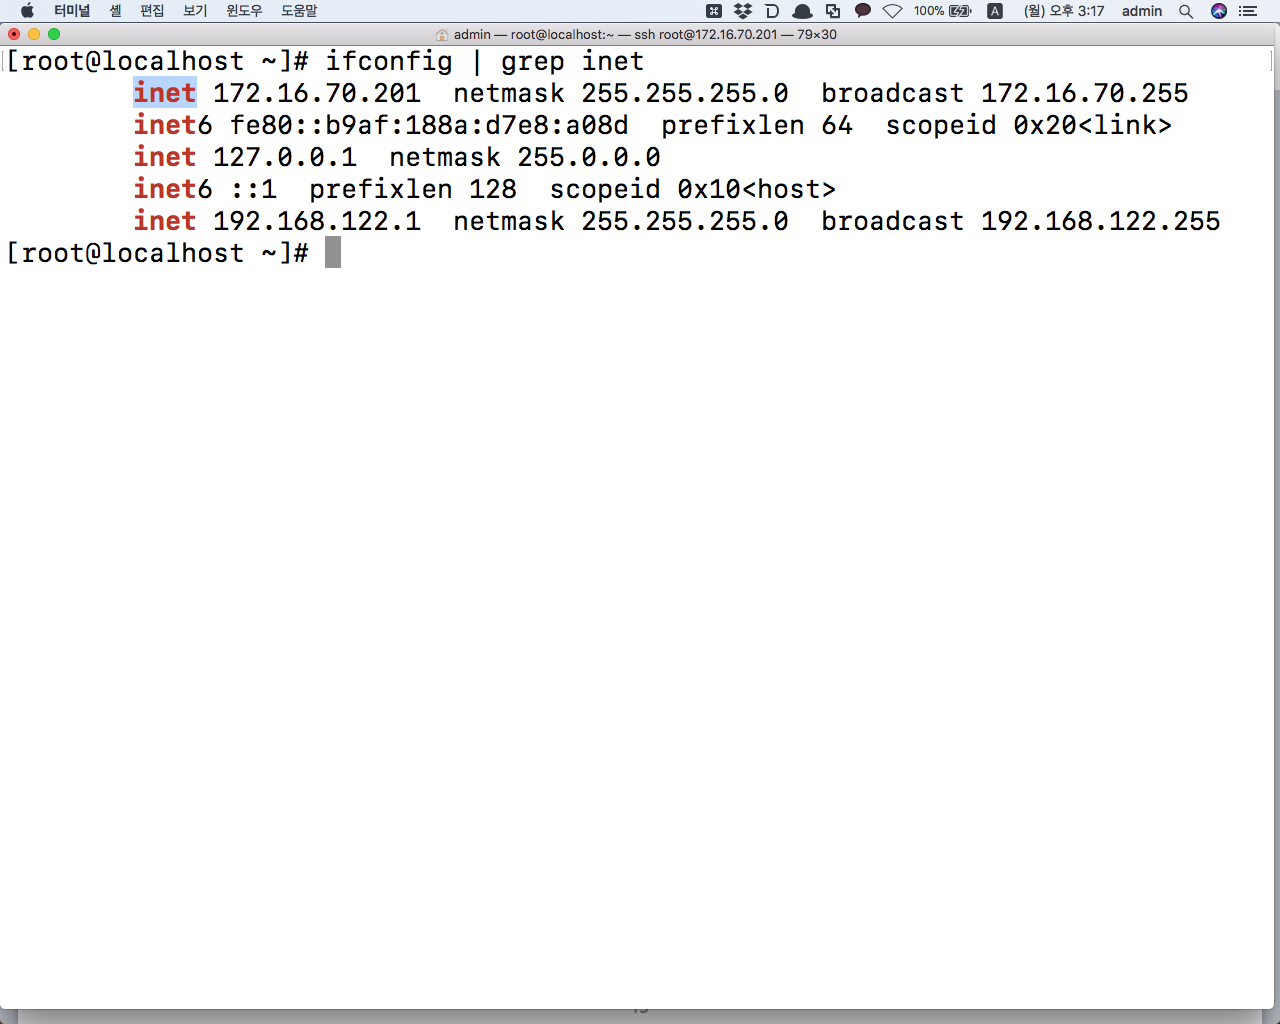 터미널 셸 편집 보기 윈도우 도움말 100% A (월) 오후 3:17 admin
admin — root@localhost:~ — ssh root@172.16.70.201 — 79×30
[root@localhost ~]# ifconfig | grep inet
inet 172.16.70.201 netmask 255.255.255.0 broadcast 172.16.70.255
inet6 fe80::b9af:188a:d7e8:a08d prefixlen 64 scopeid 0x20<link>
inet 127.0.0.1 netmask 255.0.0.0
inet6 ::1 prefixlen 128 scopeid 0x10<host>
inet 192.168.122.1 netmask 255.255.255.0 broadcast 192.168.122.255
[root@localhost ~]#